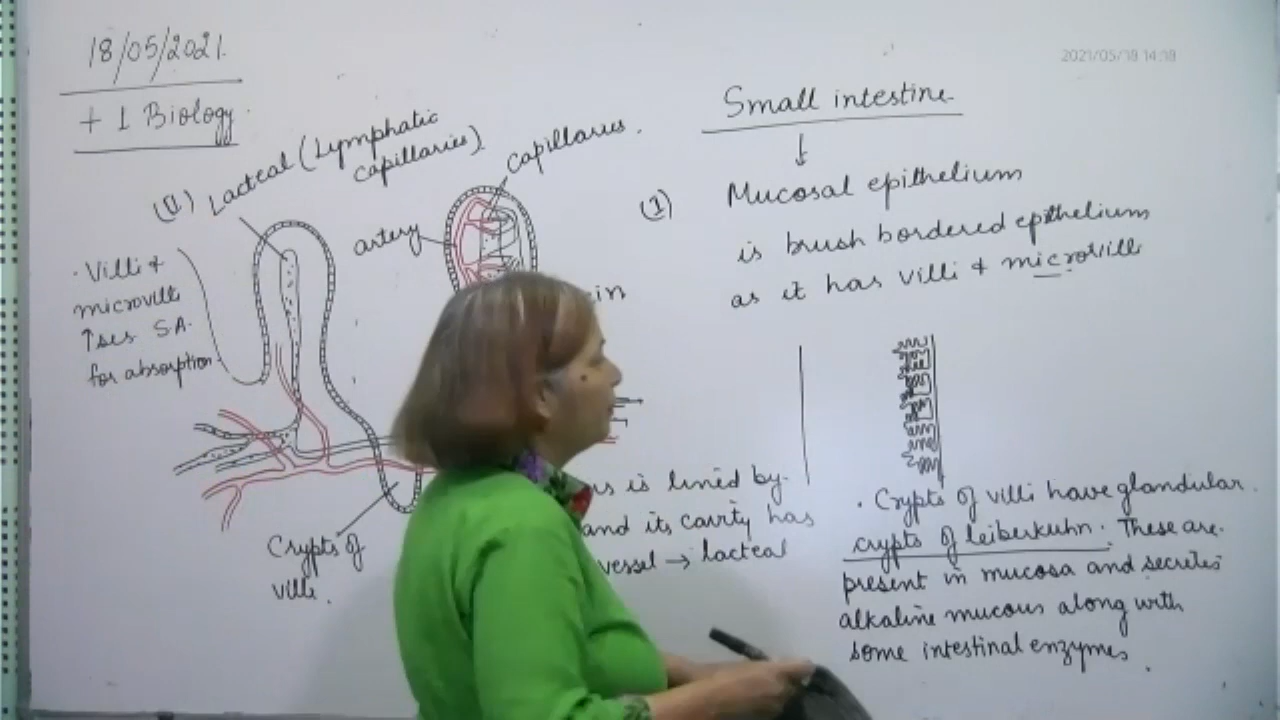 18/05/2021.
+1 Biology.
2021/05/18 14:18
Small intestine
(1) Mucosal epithelium
is brush bordered epithelium
as it has villi & microvilli
(II) Lacteal (Lymphatic
capillaries)
capillaries.
artery
. Villi &
microvilli
↑ses S.A.
for absorption
Crypts of
villi.
is lined by
and its cavity has
vessel → lacteal
. Crypts of villi have glandular
crypts of leiberkuhn. These are
present in mucosa and secretes
alkaline mucous along with
some intestinal enzymes.